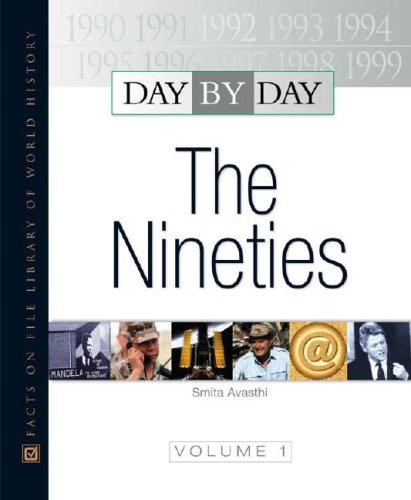 1990 1991 1992 1993 1994
1995 1996 1997 1998 1999
DAY BY DAY
The
Nineties
MANDELA
@
Smita Avasthi
VOLUME 1
FACTS ON FILE LIBRARY OF WORLD HISTORY